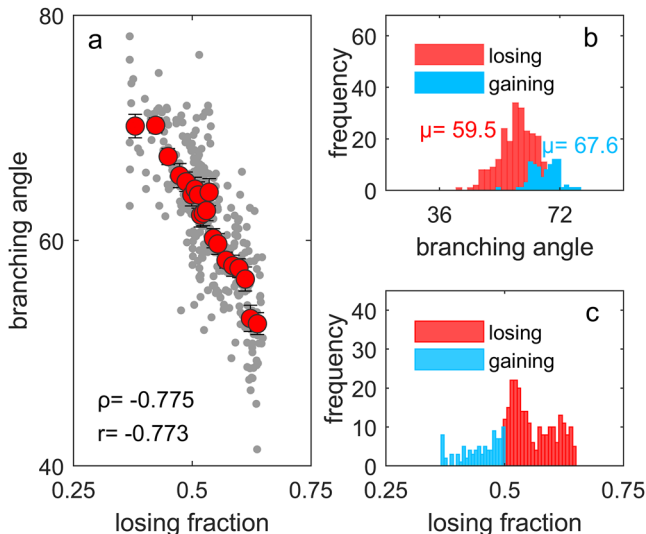 a
80
60
40
branching angle
ρ= -0.775
r= -0.773
0.25
0.5
0.75
losing fraction
b
60
40
20
0
frequency
losing
gaining
μ= 59.5
μ= 67.6
36
72
branching angle
c
40
30
20
10
0
frequency
losing
gaining
0.25
0.5
0.75
losing fraction